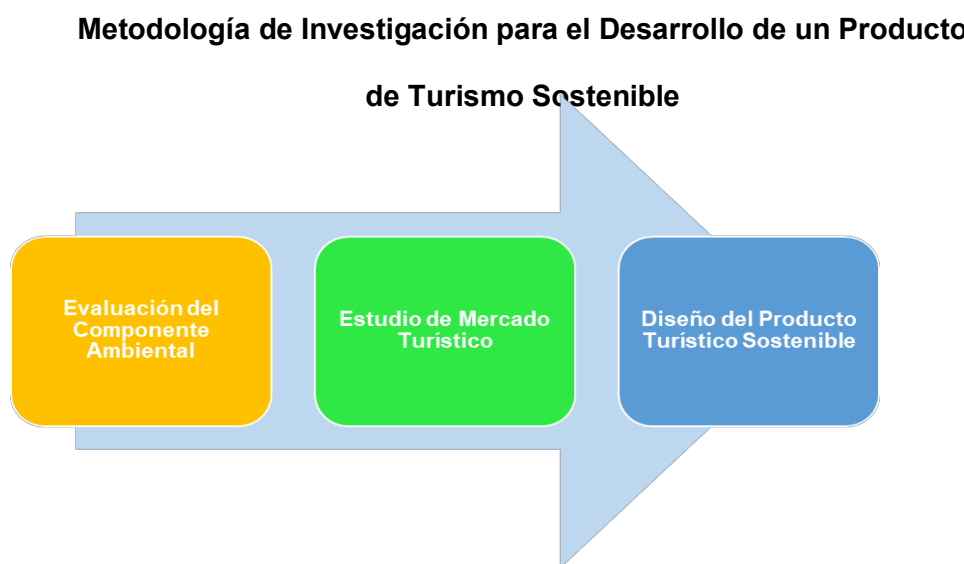 Metodología de Investigación para el Desarrollo de un Producto
de Turismo Sostenible
Evaluación del
Componente
Ambiental
Estudio de Mercado
Turístico
Diseño del Producto
Turístico Sostenible